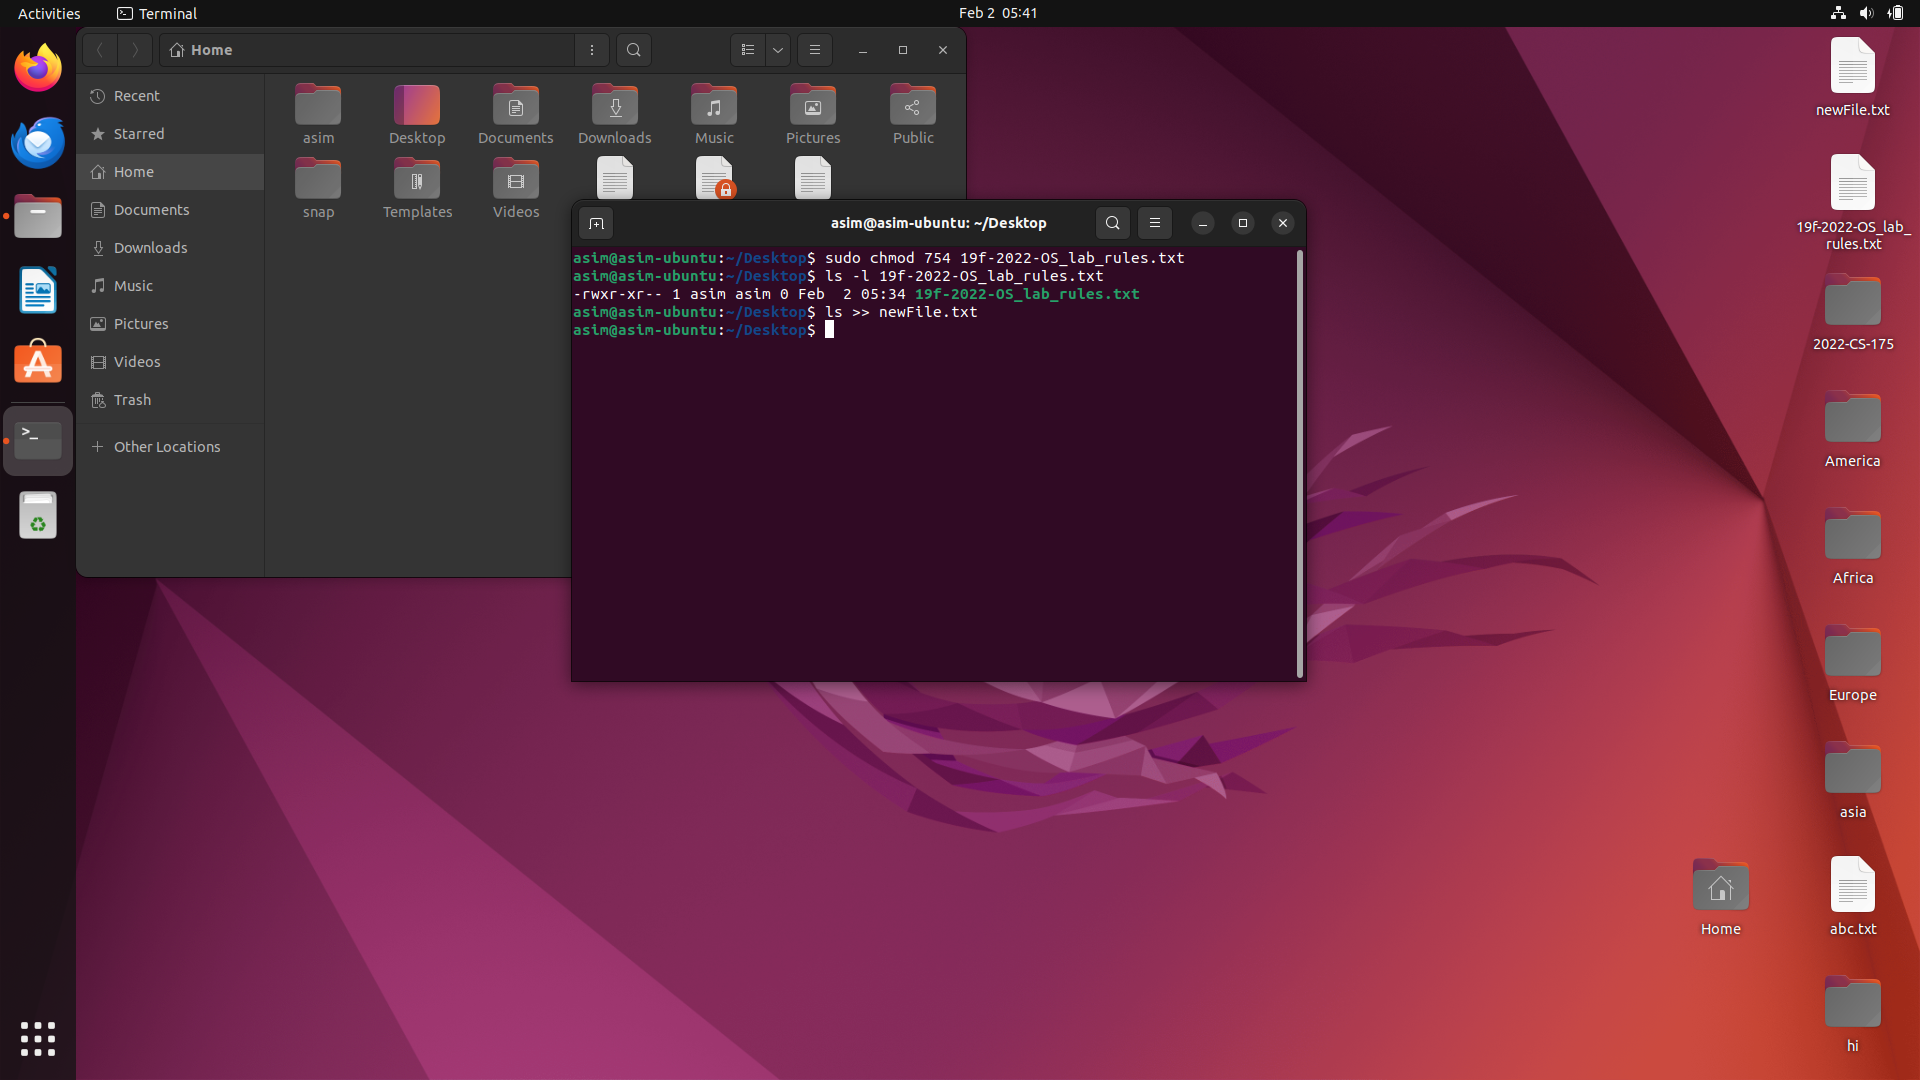 Activities
Terminal
Feb 2 05:41
Home
Recent
Starred
Home
Documents
Downloads
Music
Pictures
Videos
Trash
Other Locations
asim
Desktop
Documents
Downloads
Music
Pictures
Public
snap
Templates
Videos
asim@asim-ubuntu: ~/Desktop
asim@asim-ubuntu:~/Desktop$ sudo chmod 754 19f-2022-OS_lab_rules.txt
asim@asim-ubuntu:~/Desktop$ ls -l 19f-2022-OS_lab_rules.txt
-rwxr-xr-- 1 asim asim 0 Feb  2 05:34 19f-2022-OS_lab_rules.txt
asim@asim-ubuntu:~/Desktop$ ls >> newFile.txt
asim@asim-ubuntu:~/Desktop$
newFile.txt
19f-2022-OS_lab_
rules.txt
2022-CS-175
America
Africa
Europe
asia
Home
abc.txt
hi